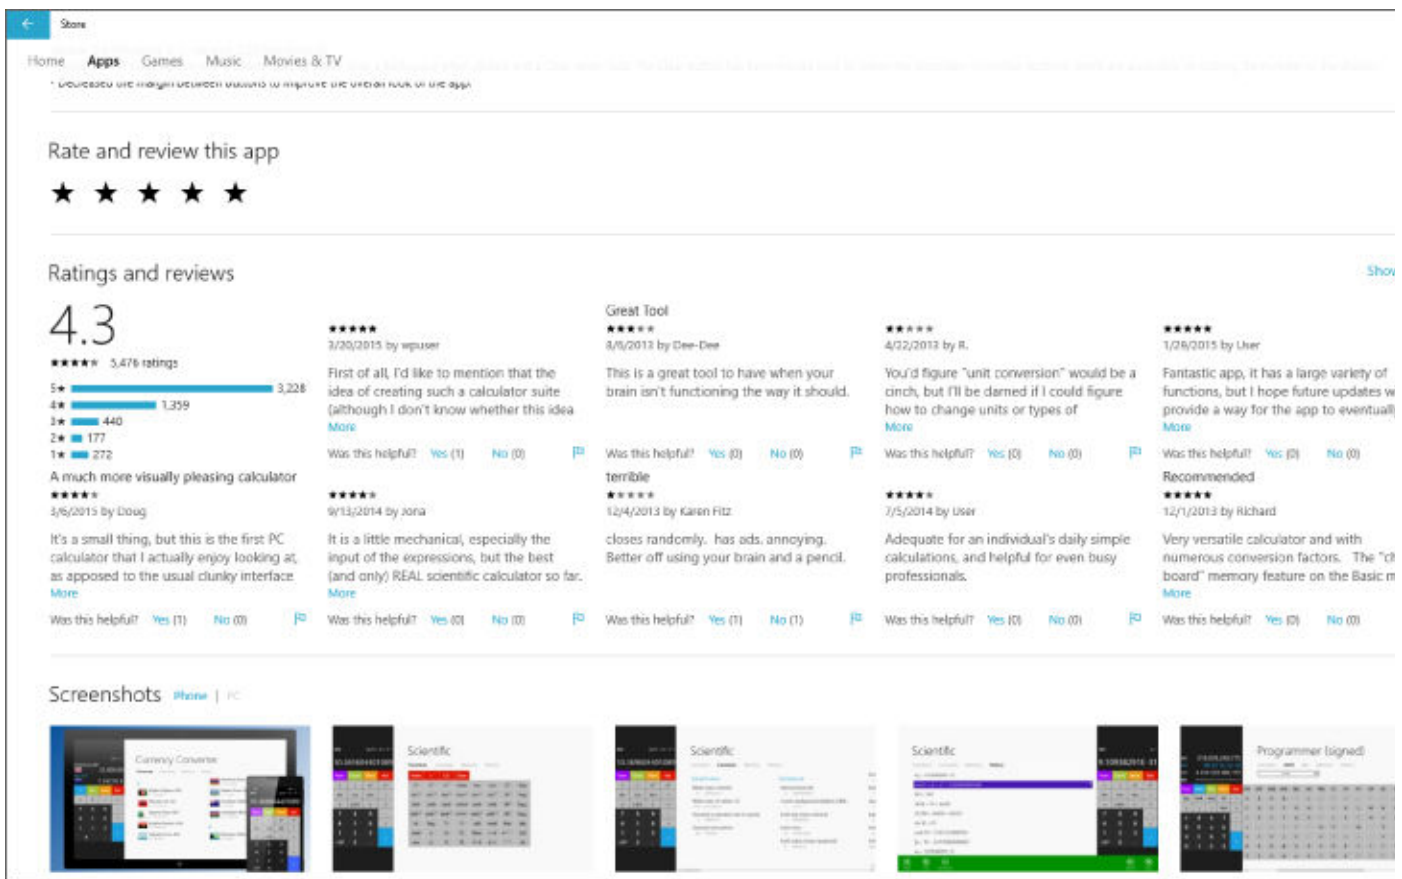 Store
Home Apps Games Music Movies & TV
• Decreased the margin between buttons to improve the overall look of the app.
Rate and review this app
Ratings and reviews
Show
4.3
5,476 ratings
5★ 3,228
4★ 1,359
3★ 440
2★ 177
1★ 272
3/20/2015 by wpuser
First of all, I'd like to mention that the
idea of creating such a calculator suite
(although I don't know whether this idea
More
Was this helpful? Yes (1) No (0)
Great Tool
8/6/2013 by Dee-Dee
This is a great tool to have when your
brain isn't functioning the way it should.
Was this helpful? Yes (0) No (0)
4/22/2013 by R.
You'd figure "unit conversion" would be a
cinch, but I'll be darned if I could figure
how to change units or types of
More
Was this helpful? Yes (0) No (0)
1/29/2015 by User
Fantastic app, it has a large variety of
functions, but I hope future updates w
provide a way for the app to eventuall
More
Was this helpful? Yes (0) No (0)
A much more visually pleasing calculator
3/6/2015 by Doug
It's a small thing, but this is the first PC
calculator that I actually enjoy looking at,
as apposed to the usual clunky interface
More
Was this helpful? Yes (1) No (0)
9/13/2014 by Jona
It is a little mechanical, especially the
input of the expressions, but the best
(and only) REAL scientific calculator so far.
More
Was this helpful? Yes (0) No (0)
terrible
12/4/2013 by Karen Fitz
closes randomly. has ads. annoying.
Better off using your brain and a pencil.
Was this helpful? Yes (1) No (1)
7/5/2014 by User
Adequate for an individual's daily simple
calculations, and helpful for even busy
professionals.
Was this helpful? Yes (0) No (0)
Recommended
12/1/2013 by Richard
Very versatile calculator and with
numerous conversion factors. The "cl
board" memory feature on the Basic m
More
Was this helpful? Yes (0) No (0)
Screenshots Phone | PC
Currency Converter
Scientific
Scientific
Scientific
Programmer (signed)